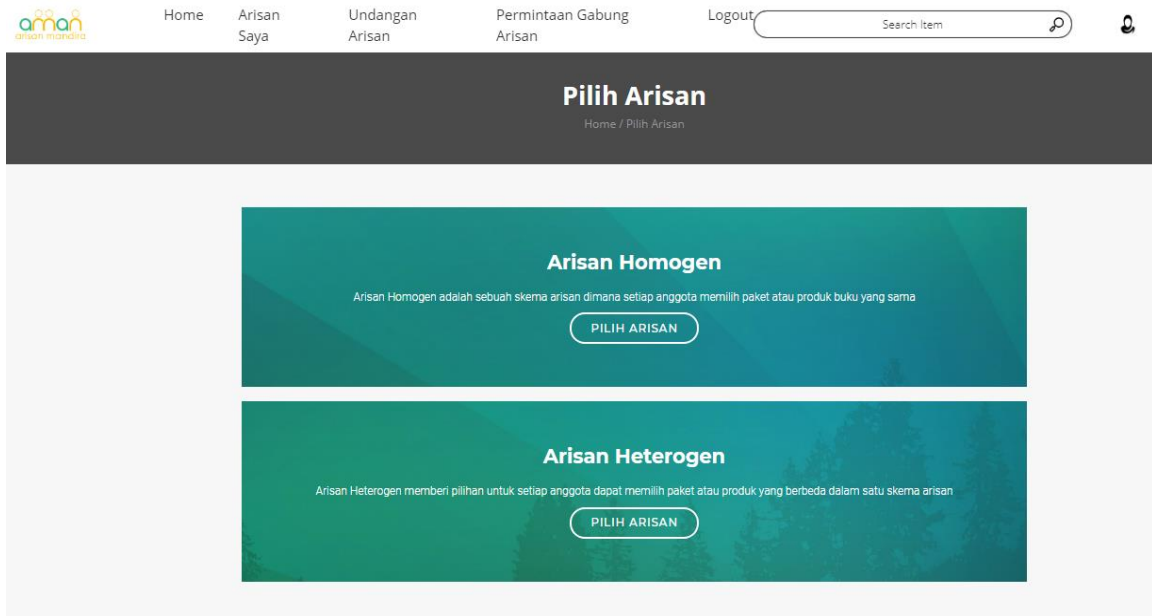 aman
arisan mandira
Home
Arisan
Saya
Undangan
Arisan
Permintaan Gabung
Arisan
Logout
Search Item
Pilih Arisan
Home / Pilih Arisan
Arisan Homogen
Arisan Homogen adalah sebuah skema arisan dimana setiap anggota memilih paket atau produk buku yang sama
PILIH ARISAN
Arisan Heterogen
Arisan Heterogen memberi pilihan untuk setiap anggota dapat memilih paket atau produk yang berbeda dalam satu skema arisan
PILIH ARISAN